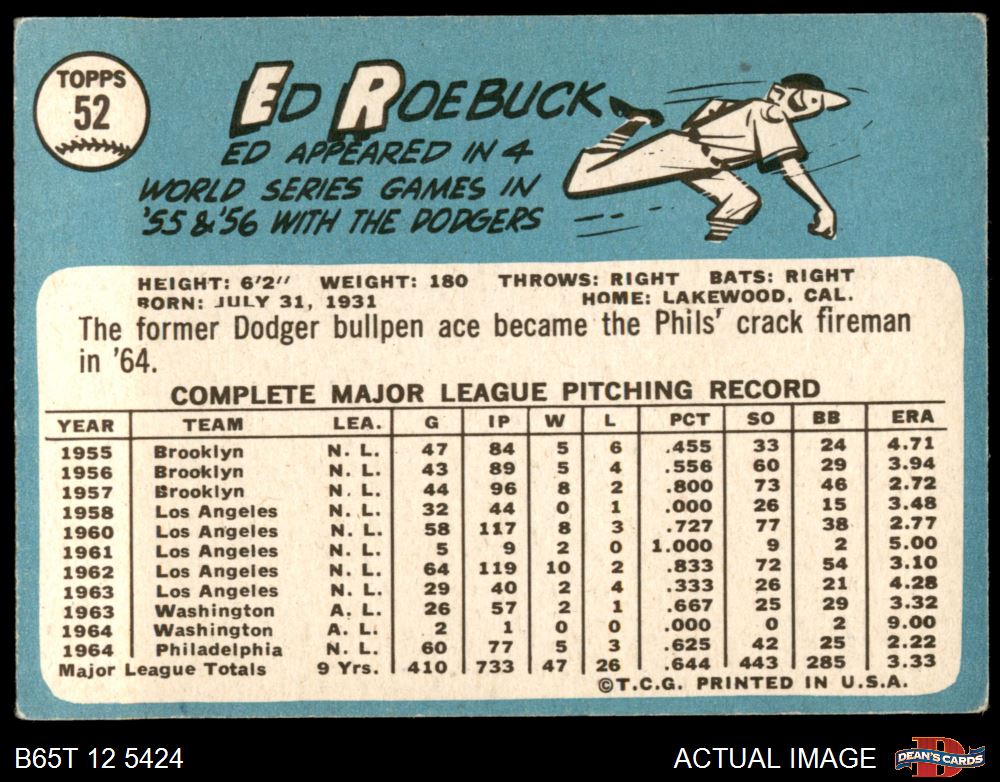 TOPPS
52
ED ROEBUCK
ED APPEARED IN 4
WORLD SERIES GAMES IN
'55 & '56 WITH THE DODGERS
HEIGHT: 6'2" WEIGHT: 180 THROWS: RIGHT BATS: RIGHT
BORN: JULY 31, 1931 HOME: LAKEWOOD, CAL.
The former Dodger bullpen ace became the Phils' crack fireman
in '64.
COMPLETE MAJOR LEAGUE PITCHING RECORD
YEAR TEAM LEA. G IP W L PCT SO BB ERA
1955 Brooklyn N. L. 47 84 5 6 .455 33 24 4.71
1956 Brooklyn N. L. 43 89 5 4 .556 60 29 3.94
1957 Brooklyn N. L. 44 96 8 2 .800 73 46 2.72
1958 Los Angeles N. L. 32 44 0 1 .000 26 15 3.48
1960 Los Angeles N. L. 58 117 8 3 .727 77 38 2.77
1961 Los Angeles N. L. 5 9 2 0 1.000 9 2 5.00
1962 Los Angeles N. L. 64 119 10 2 .833 72 54 3.10
1963 Los Angeles N. L. 29 40 2 4 .333 26 21 4.28
1963 Washington A. L. 26 57 2 1 .667 25 29 3.32
1964 Washington A. L. 2 1 0 0 .000 0 2 9.00
1964 Philadelphia N. L. 60 77 5 3 .625 42 25 2.22
Major League Totals 9 Yrs. 410 733 47 26 .644 443 285 3.33
©T.C.G. PRINTED IN U.S.A.
B65T 12 5424 ACTUAL IMAGE
D
DEAN'S CARDS